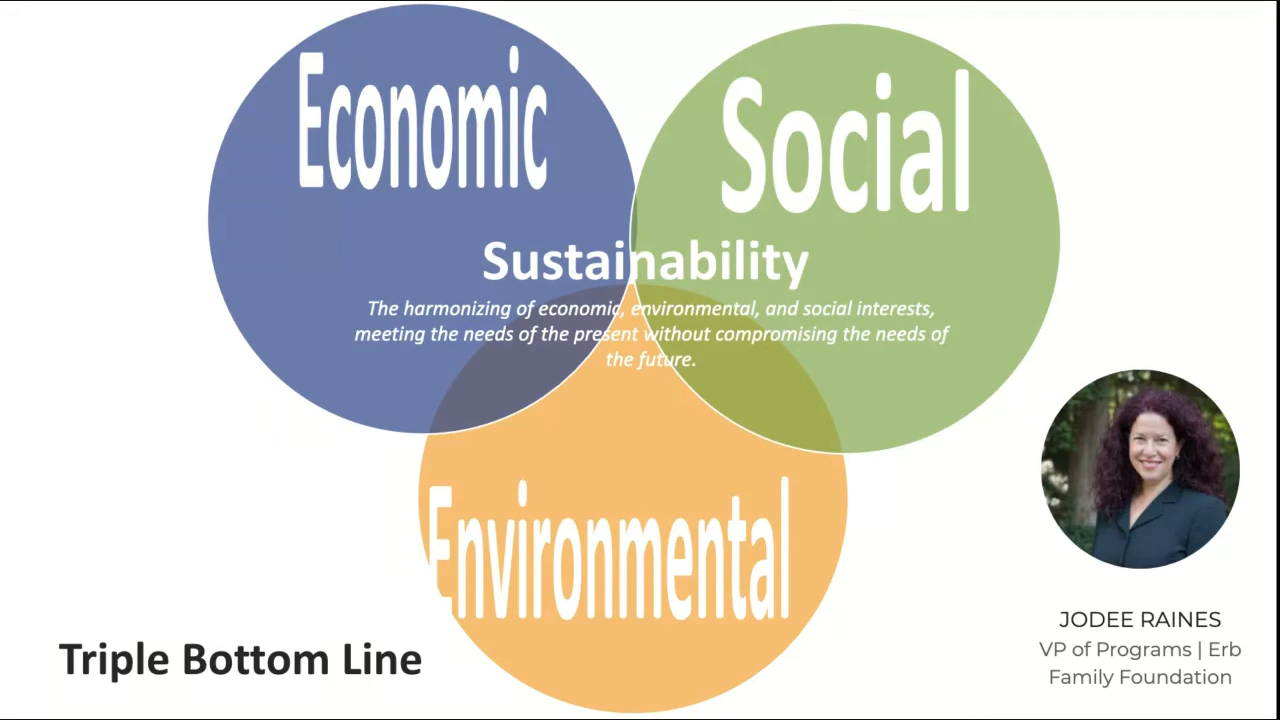 Economic
Social
Sustainability
The harmonizing of economic, environmental, and social interests,
meeting the needs of the present without compromising the needs of
the future.
Environmental
Triple Bottom Line
JODEE RAINES
VP of Programs | Erb
Family Foundation